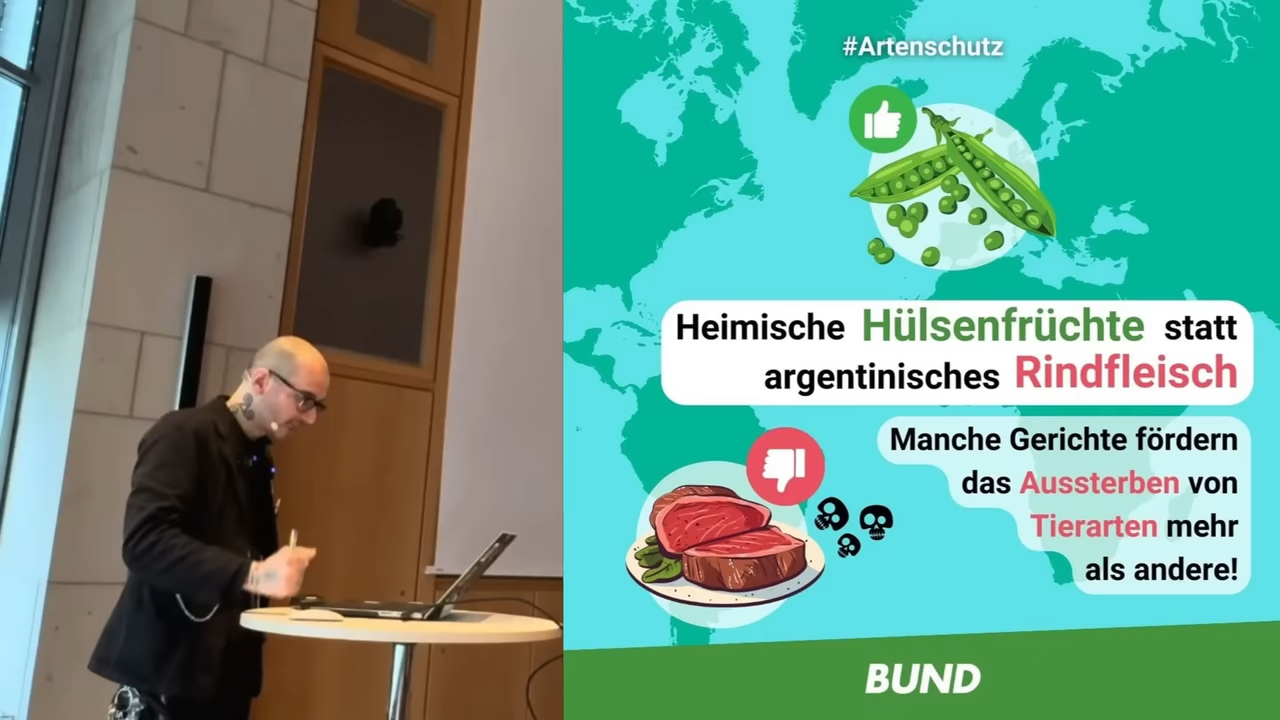 #Artenschutz
Heimische Hülsenfrüchte statt
argentinisches Rindfleisch
Manche Gerichte fördern
das Aussterben von
Tierarten mehr
als andere!
BUND